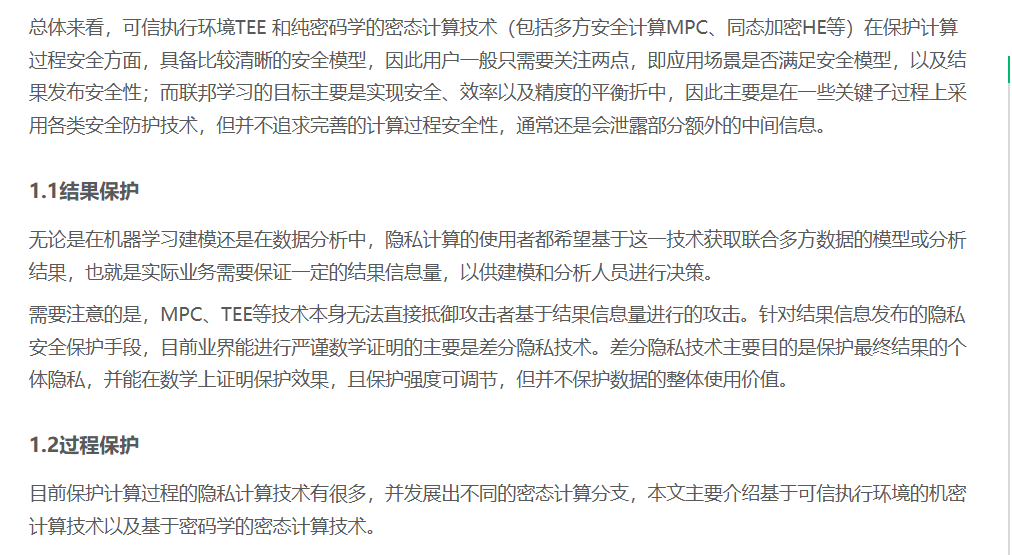 总体来看，可信执行环境TEE 和纯密码学的密态计算技术（包括多方安全计算MPC、同态加密HE等）在保护计算
过程安全方面，具备比较清晰的安全模型，因此用户一般只需要关注两点，即应用场景是否满足安全模型，以及结
果发布安全性；而联邦学习的目标主要是实现安全、效率以及精度的平衡折中，因此主要是在一些关键子过程上采
用各类安全防护技术，但并不追求完善的计算过程安全性，通常还是会泄露部分额外的中间信息。
1.1结果保护
无论是在机器学习建模还是在数据分析中，隐私计算的使用者都希望基于这一技术获取联合多方数据的模型或分析
结果，也就是实际业务需要保证一定的结果信息量，以供建模和分析人员进行决策。
需要注意的是，MPC、TEE等技术本身无法直接抵御攻击者基于结果信息量进行的攻击。针对结果信息发布的隐私
安全保护手段，目前业界能进行严谨数学证明的主要是差分隐私技术。差分隐私技术主要目的是保护最终结果的个
体隐私，并能在数学上证明保护效果，且保护强度可调节，但并不保护数据的整体使用价值。
1.2过程保护
目前保护计算过程的隐私计算技术有很多，并发展出不同的密态计算分支，本文主要介绍基于可信执行环境的机密
计算技术以及基于密码学的密态计算技术。